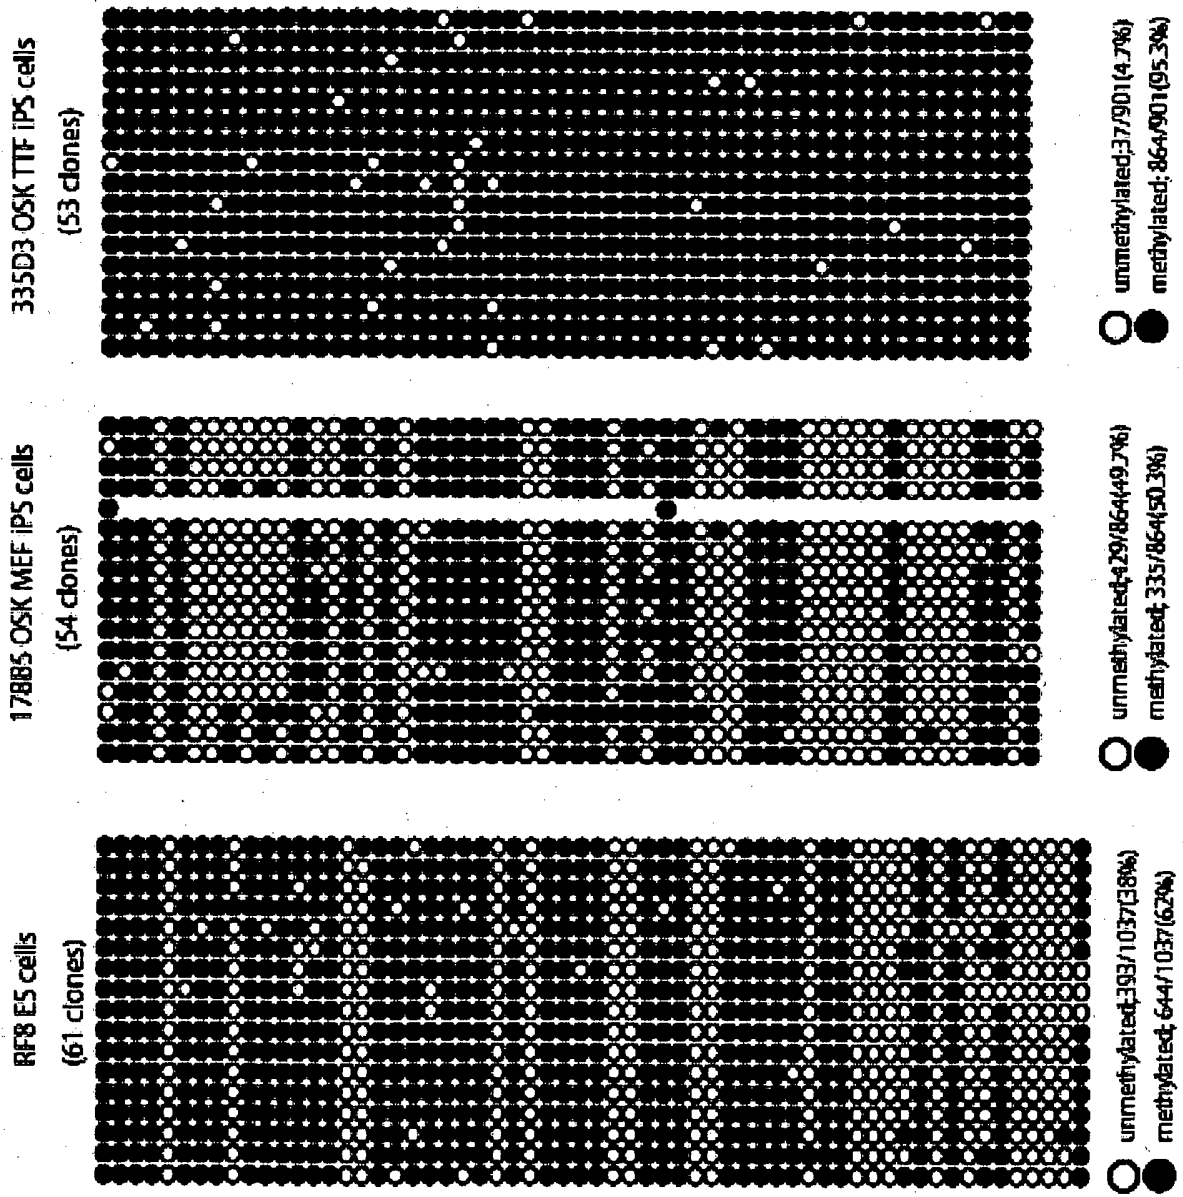 RF8 ES cells
(61 clones)
unmethylated;393/1037(38%)
methylated; 644/1037(62%)
178B5 OSK MEF iPS cells
(54 clones)
unmethylated;429/864(49.7%)
methylated; 335/864(50.3%)
335D3 OSK TTF iPS cells
(53 clones)
unmethylated;37/901(4.7%)
methylated; 864/901(95.3%)